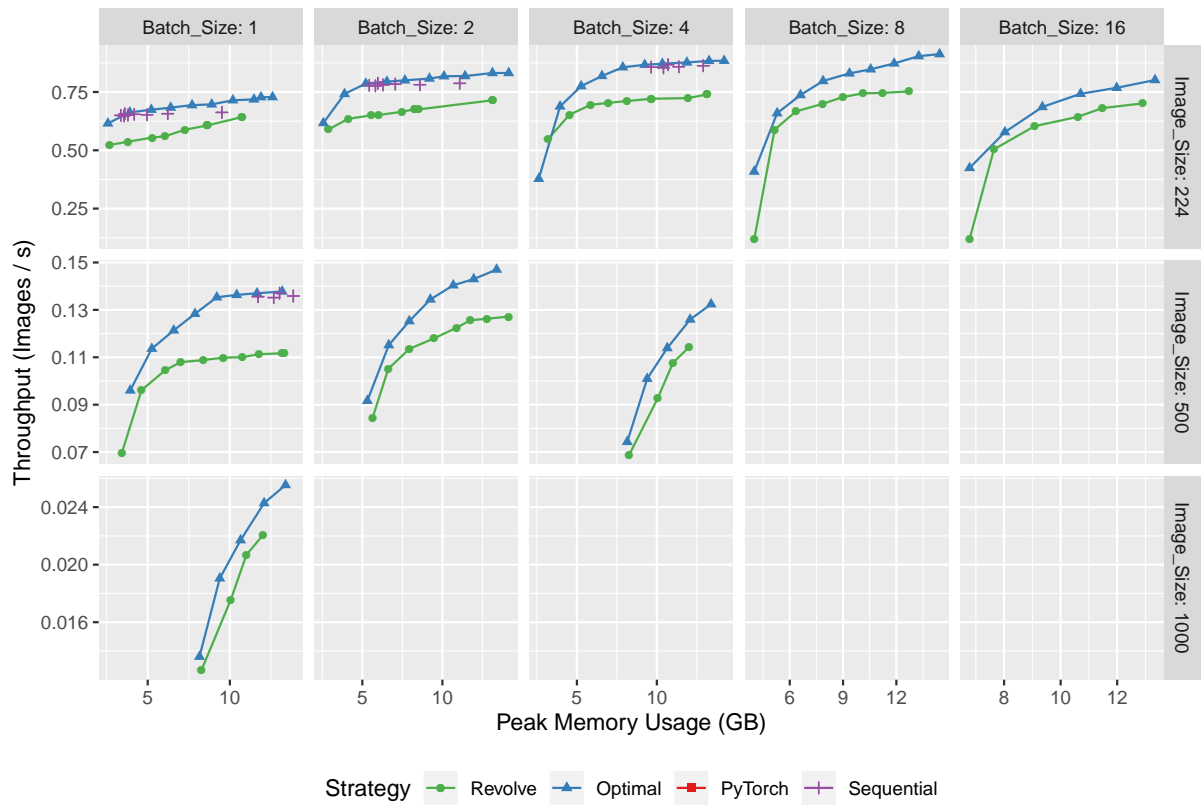 Batch_Size: 1 Batch_Size: 2 Batch_Size: 4 Batch_Size: 8 Batch_Size: 16
0.75
0.50
0.25
Image_Size: 224
0.15
0.13
0.11
0.09
0.07
Image_Size: 500
0.024
0.020
0.016
Image_Size: 1000
Throughput (Images / s)
5 10 5 10 5 10 6 9 12 6 8 10 12
Peak Memory Usage (GB)
Strategy Revolve Optimal PyTorch Sequential